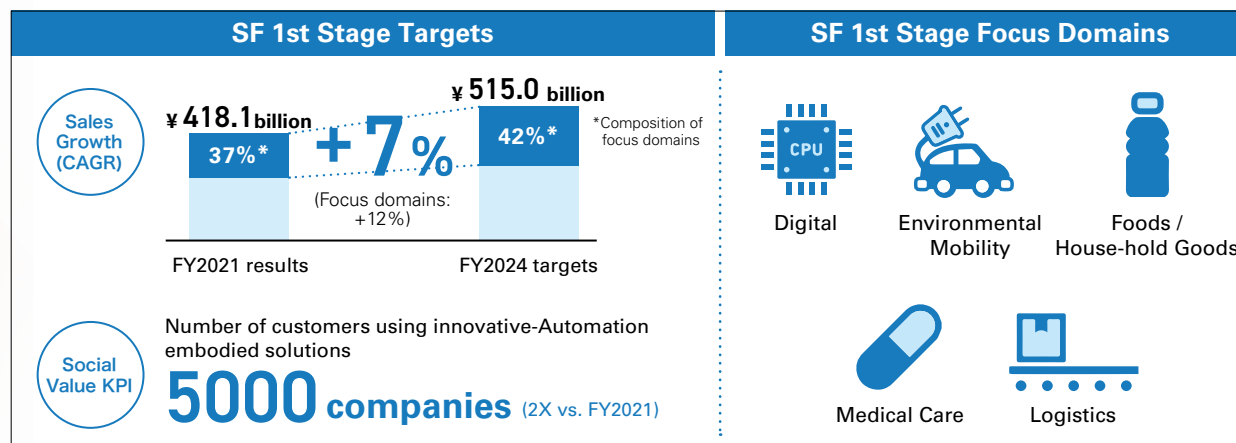 SF 1st Stage Targets
Sales
Growth
(CAGR)
¥ 418.1 billion
37%*
+7%
(Focus domains:
+12%)
¥ 515.0 billion
42%*
*Composition of
focus domains
FY2021 results
FY2024 targets
Social
Value KPI
Number of customers using innovative-Automation
embodied solutions
5000 companies (2X vs. FY2021)
SF 1st Stage Focus Domains
CPU
Digital
Environmental
Mobility
Foods /
House-hold Goods
Medical Care
Logistics